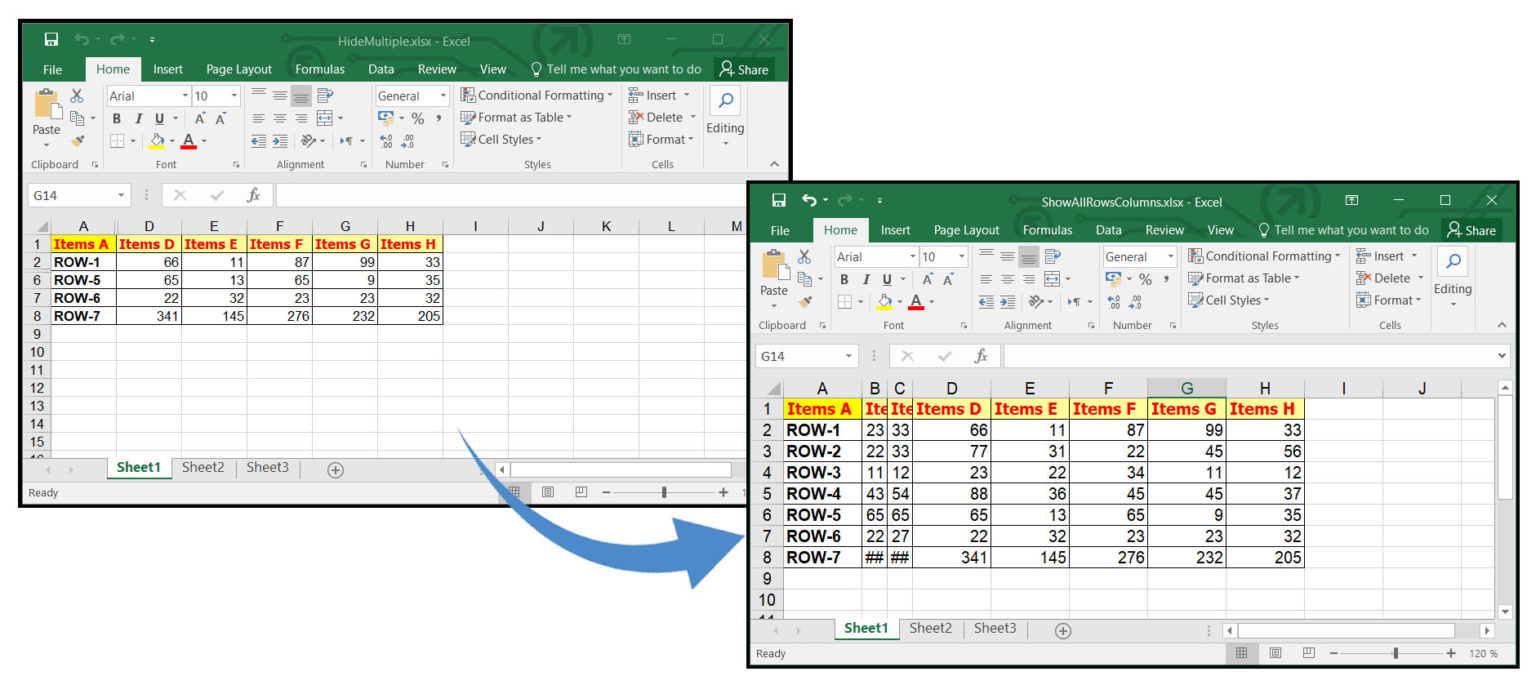 HideMultiple.xlsx - Excel
File Home Insert Page Layout Formulas Data Review View Tell me what you want to do Share
Arial 10 General Conditional Formatting Insert
Paste B I U A A % , Format as Table Delete Editing
A Cell Styles Format
Clipboard Font Alignment Number Styles Cells
G14 fx
A D E F G H I J K L M
1 Items A Items D Items E Items F Items G Items H
2 ROW-1 66 11 87 99 33
6 ROW-5 65 13 65 9 35
7 ROW-6 22 32 23 23 32
8 ROW-7 341 145 276 232 205
9
10
11
12
13
14
15
Sheet1 Sheet2 Sheet3
Ready
ShowAllRowsColumns.xlsx - Excel
File Home Insert Page Layout Formulas Data Review View Tell me what you want to do Share
Arial 10 General Conditional Formatting Insert
Paste B I U A A % , Format as Table Delete Editing
A Cell Styles Format
Clipboard Font Alignment Number Styles Cells
G14 fx
A B C D E F G H I J
1 Items A Ite Ite Items D Items E Items F Items G Items H
2 ROW-1 23 33 66 11 87 99 33
3 ROW-2 22 33 77 31 22 45 56
4 ROW-3 11 12 23 22 34 11 12
5 ROW-4 43 54 88 36 45 45 37
6 ROW-5 65 65 65 13 65 9 35
7 ROW-6 22 27 22 32 23 23 32
8 ROW-7 ## ## 341 145 276 232 205
9
10
Sheet1 Sheet2 Sheet3
Ready 120 %